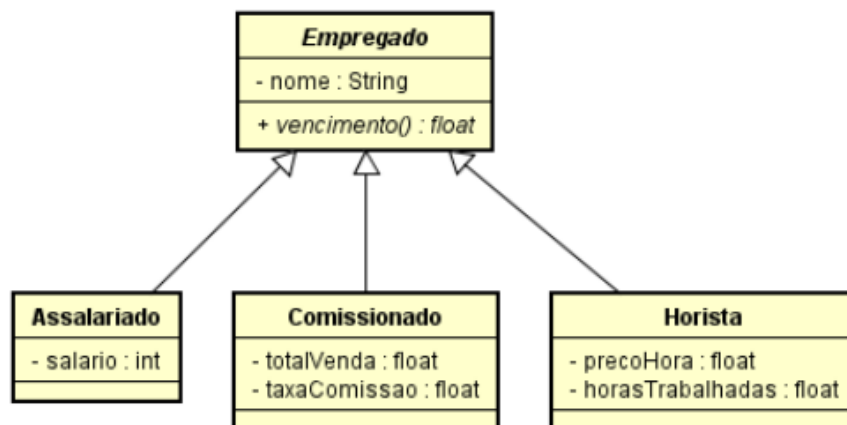 Empregado
- nome : String
+ vencimento() : float
Assalariado
- salario : int
Comissionado
- totalVenda : float
- taxaComissao : float
Horista
- precoHora : float
- horasTrabalhadas : float